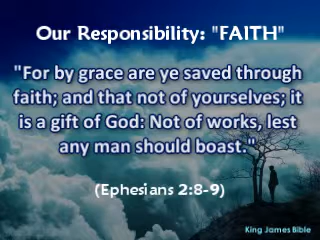 Our Responsibility: "FAITH"
"For by grace are ye saved through
faith; and that not of yourselves; it
is a gift of God: Not of works, lest
any man should boast."
(Ephesians 2:8-9)
King James Bible